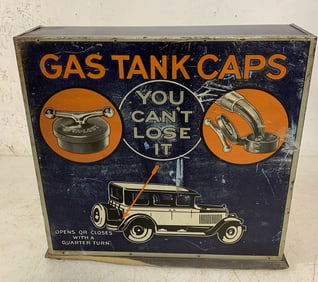 GAS TANK CAPS
YOU
CAN'T
LOSE
IT
OPENS OR CLOSES
WITH A
QUARTER TURN